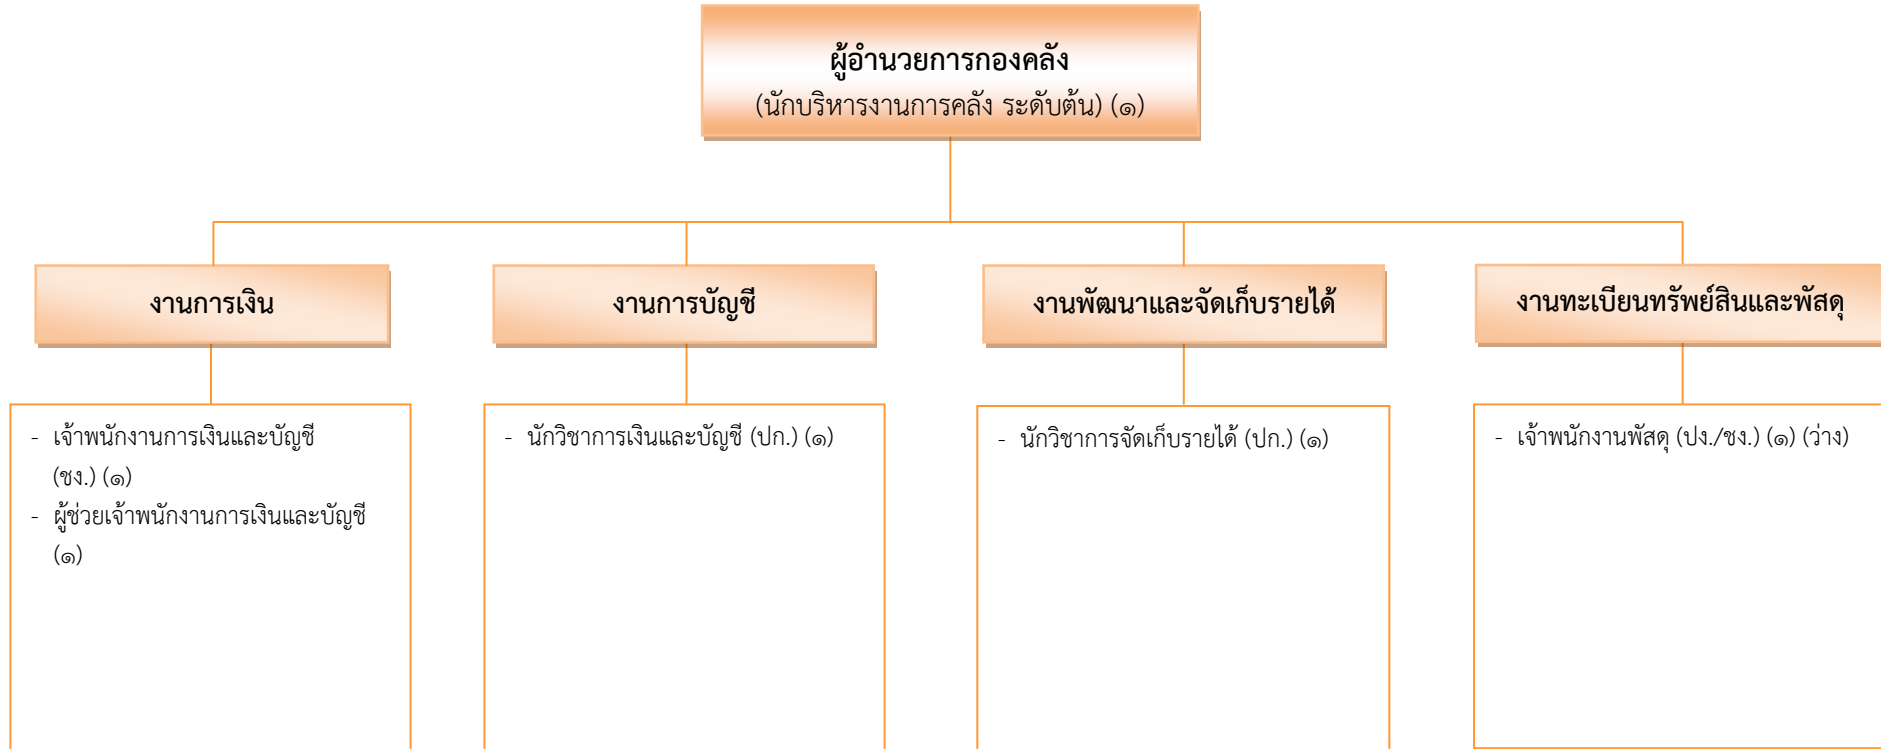 ผู้อำนวยการกองคลัง
(นักบริหารงานการคลัง ระดับต้น) (๑)
งานการเงิน
งานการบัญชี
งานพัฒนาและจัดเก็บรายได้
งานทะเบียนทรัพย์สินและพัสดุ
- เจ้าพนักงานการเงินและบัญชี
(ชง.) (๑)
- ผู้ช่วยเจ้าพนักงานการเงินและบัญชี
(๑)
- นักวิชาการเงินและบัญชี (ปก.) (๑)
- นักวิชาการจัดเก็บรายได้ (ปก.) (๑)
- เจ้าพนักงานพัสดุ (ปง./ชง.) (๑) (ว่าง)